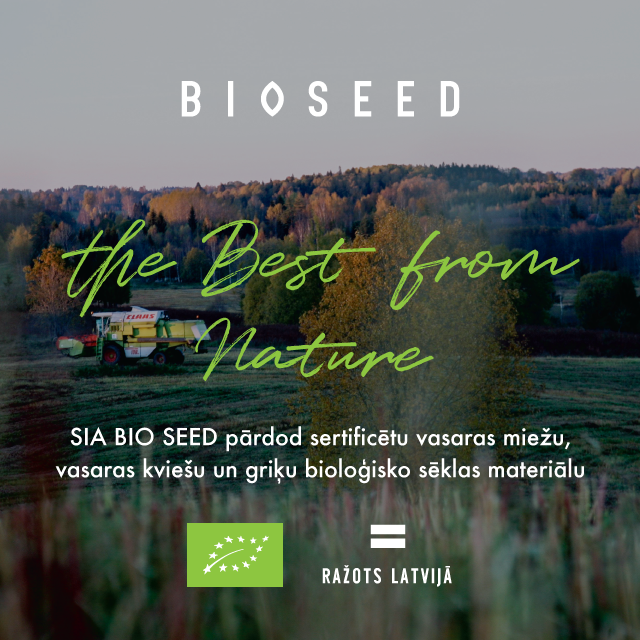 BIOSEED
the Best from
Nature
CLAAS
SIA BIO SEED pārdod sertificētu vasaras miežu,
vasaras kviešu un griķu bioloģisko sēklas materiālu
RAŽOTS LATVIJĀ